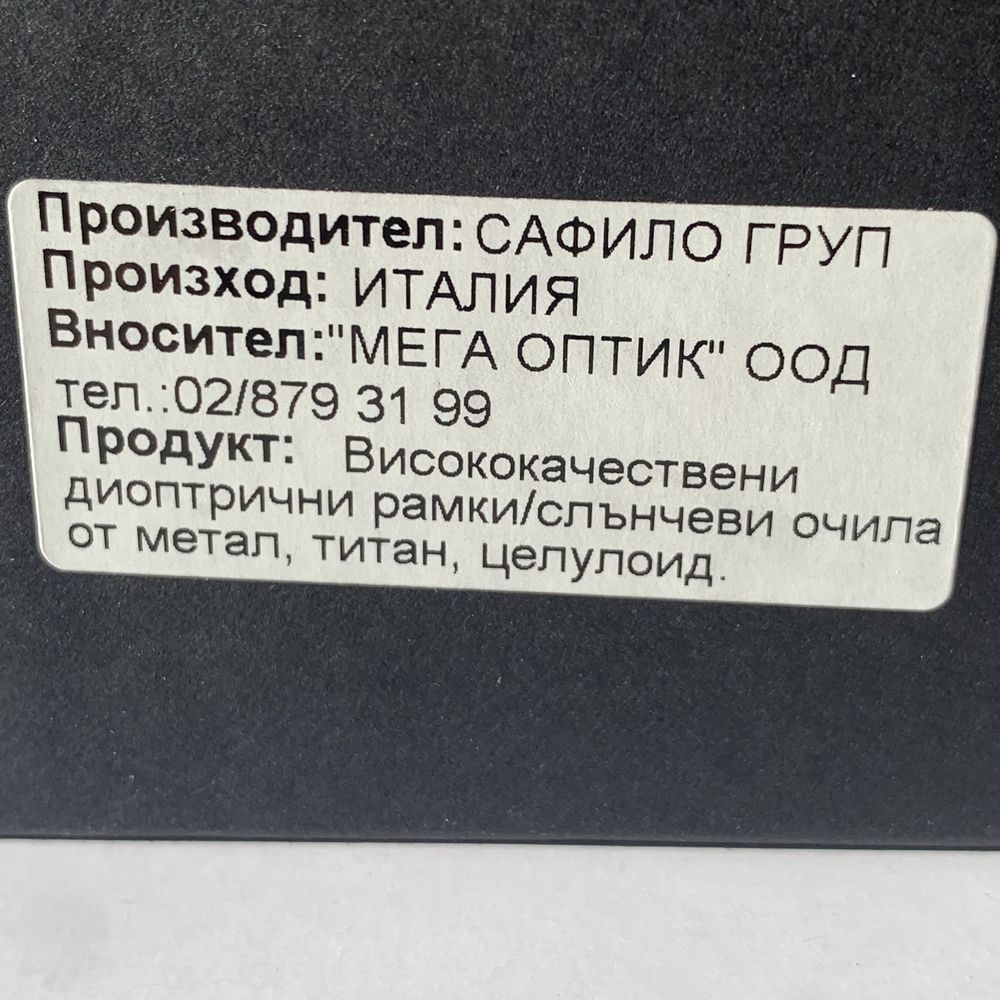 Производител: САФИЛО ГРУП
Произход: ИТАЛИЯ
Вносител:"МЕГА ОПТИК" ООД
тел.:02/879 31 99
Продукт: Висококачествени
диоптрични рамки/слънчеви очила
от метал, титан, целулоид.